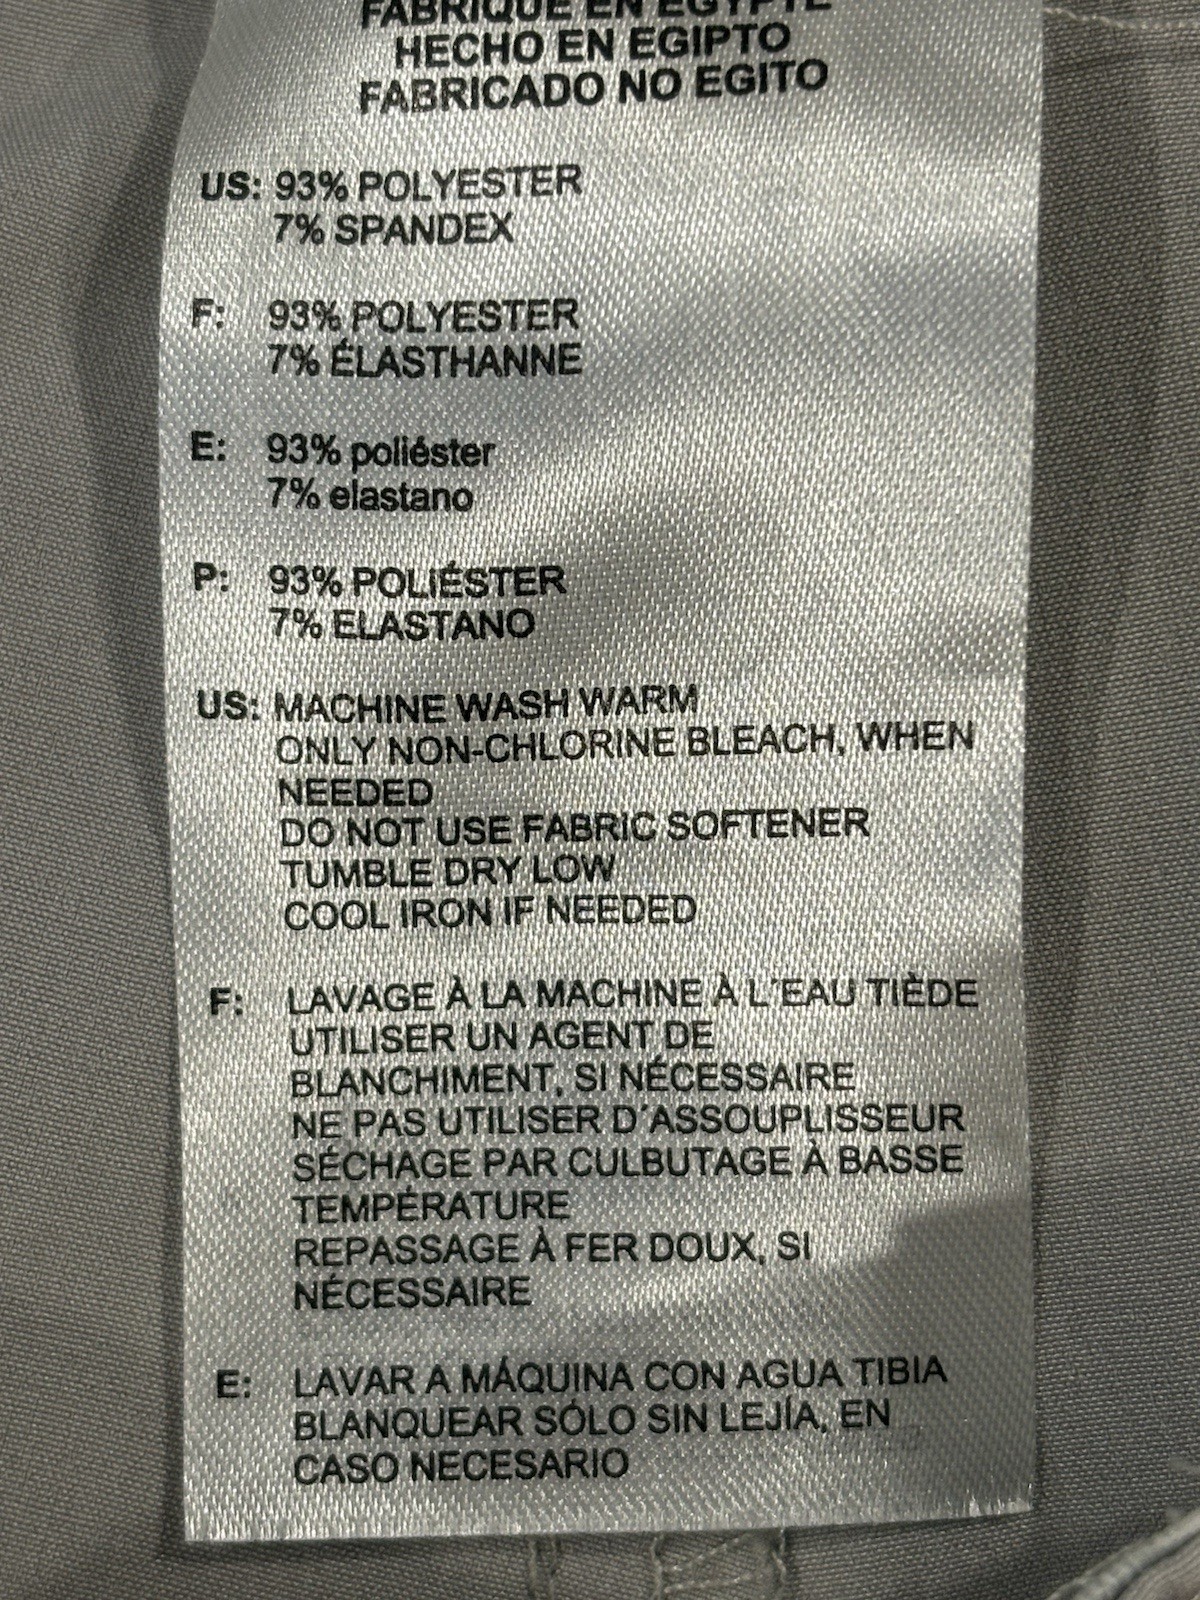 FABRIQUÉ EN ÉGYPTE
HECHO EN EGIPTO
FABRICADO NO EGITO
US: 93% POLYESTER
7% SPANDEX
F: 93% POLYESTER
7% ÉLASTHANNE
E: 93% poliéster
7% elastano
P: 93% POLIÉSTER
7% ELASTANO
US: MACHINE WASH WARM
ONLY NON-CHLORINE BLEACH, WHEN
NEEDED
DO NOT USE FABRIC SOFTENER
TUMBLE DRY LOW
COOL IRON IF NEEDED
F: LAVAGE À LA MACHINE À L'EAU TIÈDE
UTILISER UN AGENT DE
BLANCHIMENT, SI NÉCESSAIRE
NE PAS UTILISER D'ASSOUPLISSEUR
SÉCHAGE PAR CULBUTAGE À BASSE
TEMPÉRATURE
REPASSAGE À FER DOUX, SI
NÉCESSAIRE
E: LAVAR A MÁQUINA CON AGUA TIBIA
BLANQUEAR SÓLO SIN LEJÍA, EN
CASO NECESARIO